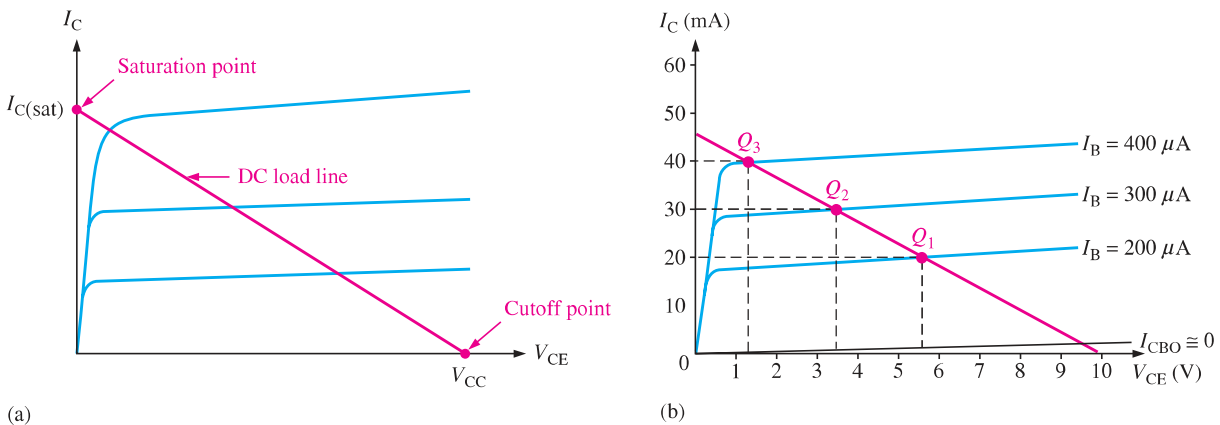 I_C
Saturation point
I_C(sat)
DC load line
Cutoff point
V_CE
V_CC
(a)
I_C (mA)
60
50
40
30
20
10
0
Q_3
Q_2
Q_1
I_B = 400 μA
I_B = 300 μA
I_B = 200 μA
I_CBO ≅ 0
1 2 3 4 5 6 7 8 9 10
V_CE (V)
(b)